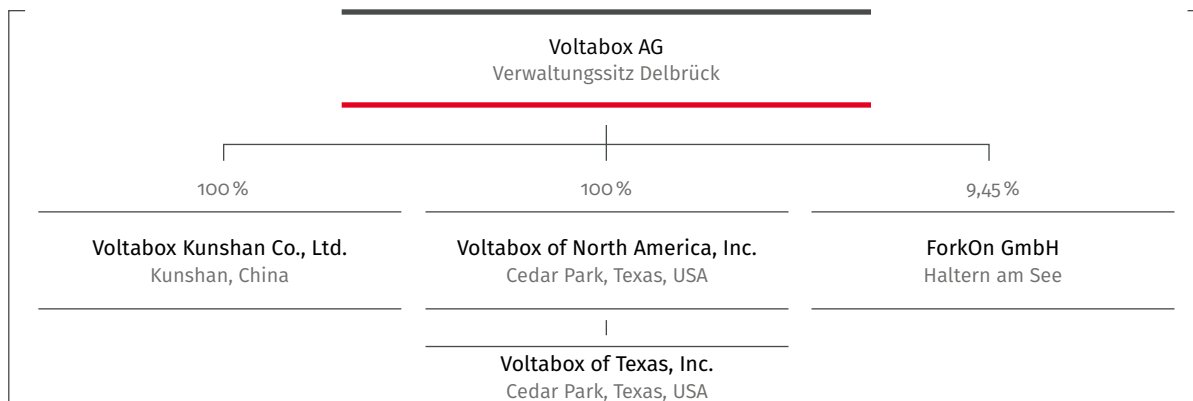 Voltabox AG
Verwaltungssitz Delbrück
100 %
100 %
9,45 %
Voltabox Kunshan Co., Ltd.
Kunshan, China
Voltabox of North America, Inc.
Cedar Park, Texas, USA
ForkOn GmbH
Haltern am See
Voltabox of Texas, Inc.
Cedar Park, Texas, USA